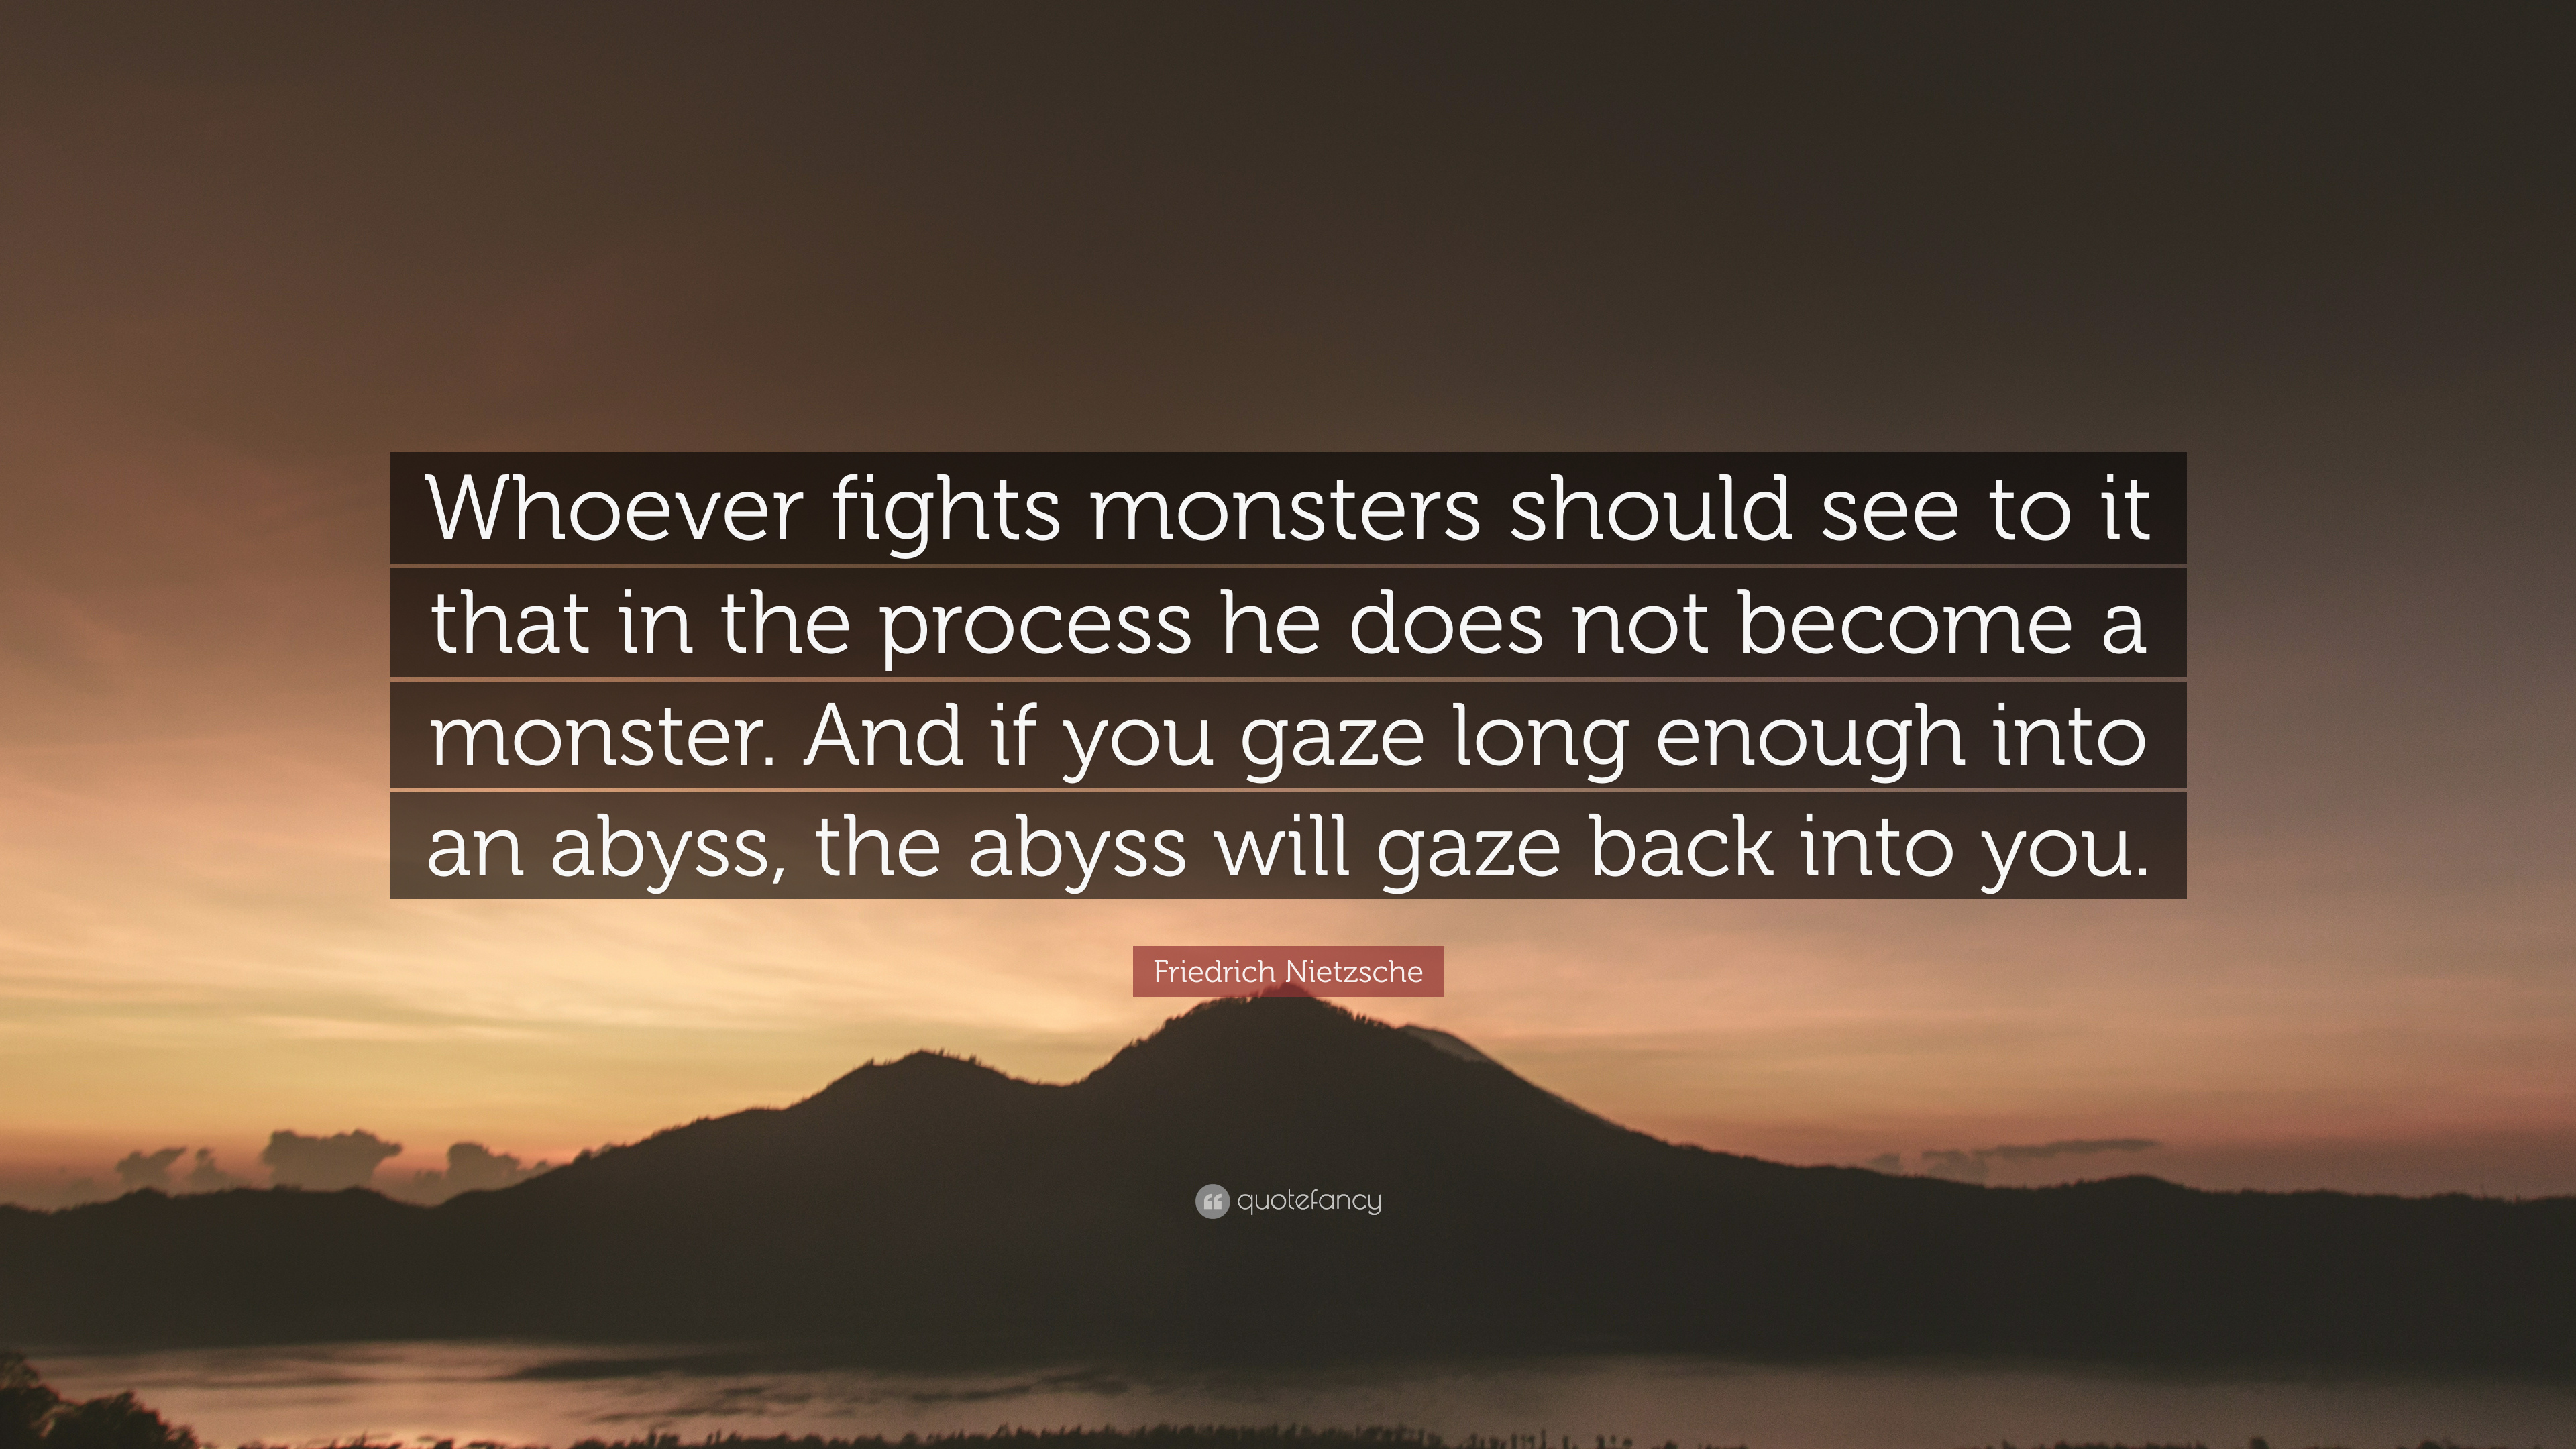 Whoever fights monsters should see to it
that in the process he does not become a
monster. And if you gaze long enough into
an abyss, the abyss will gaze back into you.
Friedrich Nietzsche
quotefancy